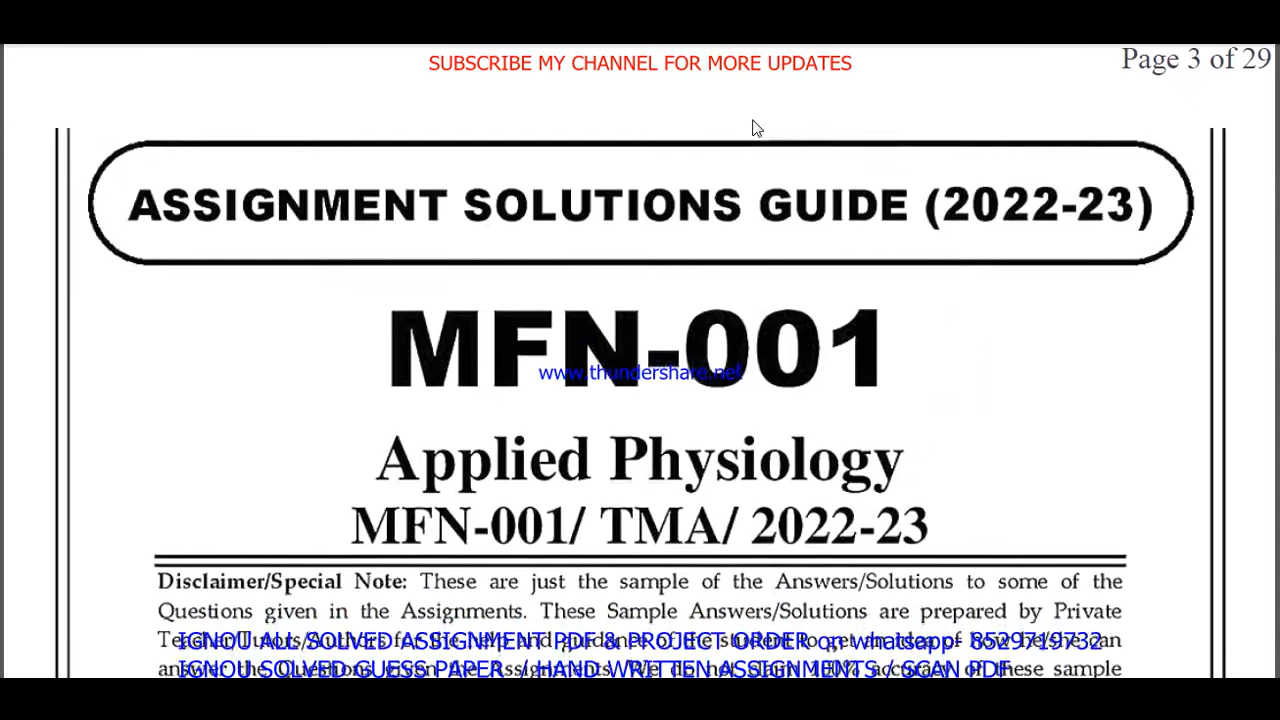 SUBSCRIBE MY CHANNEL FOR MORE UPDATES
Page 3 of 29
ASSIGNMENT SOLUTIONS GUIDE (2022-23)
MFN-001
www.thundershare.net
Applied Physiology
MFN-001/ TMA/ 2022-23
Disclaimer/Special Note: These are just the sample of the Answers/Solutions to some of the
Questions given in the Assignments. These Sample Answers/Solutions are prepared by Private
IGNOU ALL SOLVED ASSIGNMENT PDF & PROJECT ORDER on whatsapp- 8529719732
IGNOU SOLVED GUESS PAPER / HAND WRITTEN ASSIGNMENTS / SCAN PDF
these sample